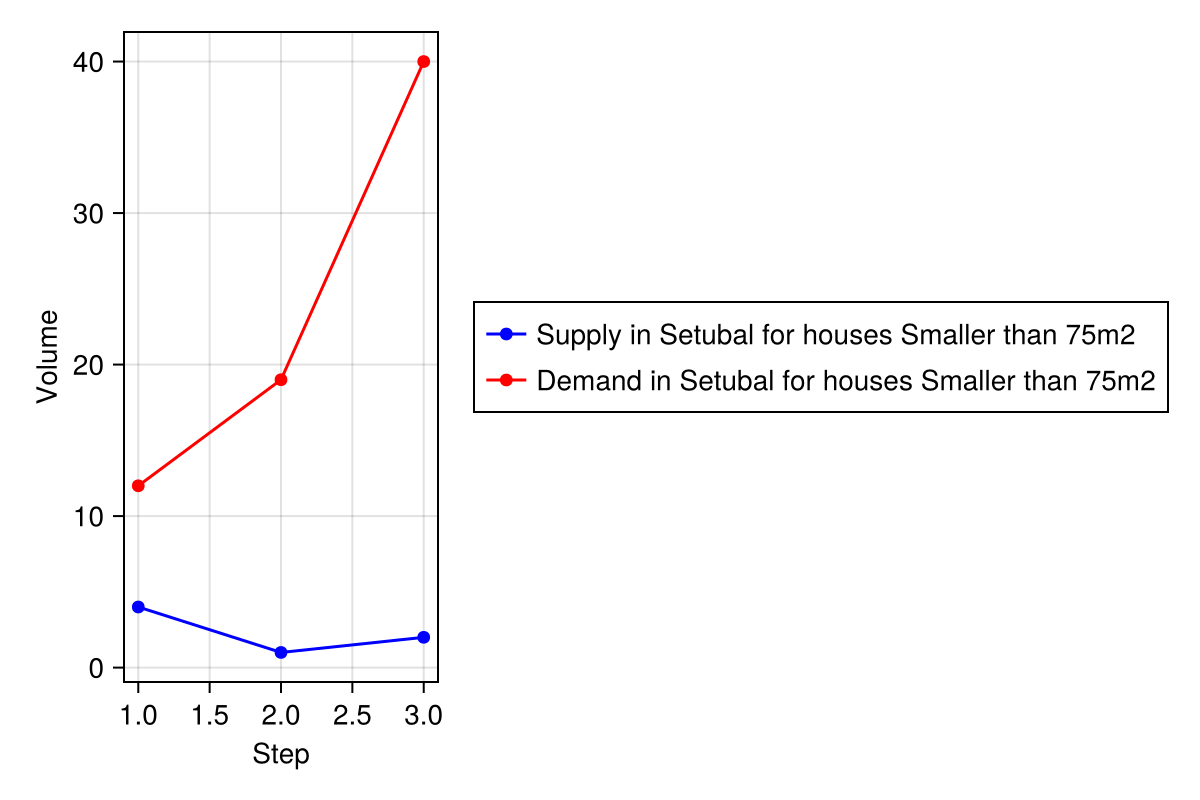 40
30
20
10
0
Volume
1.0 1.5 2.0 2.5 3.0
Step
Supply in Setubal for houses Smaller than 75m2
Demand in Setubal for houses Smaller than 75m2